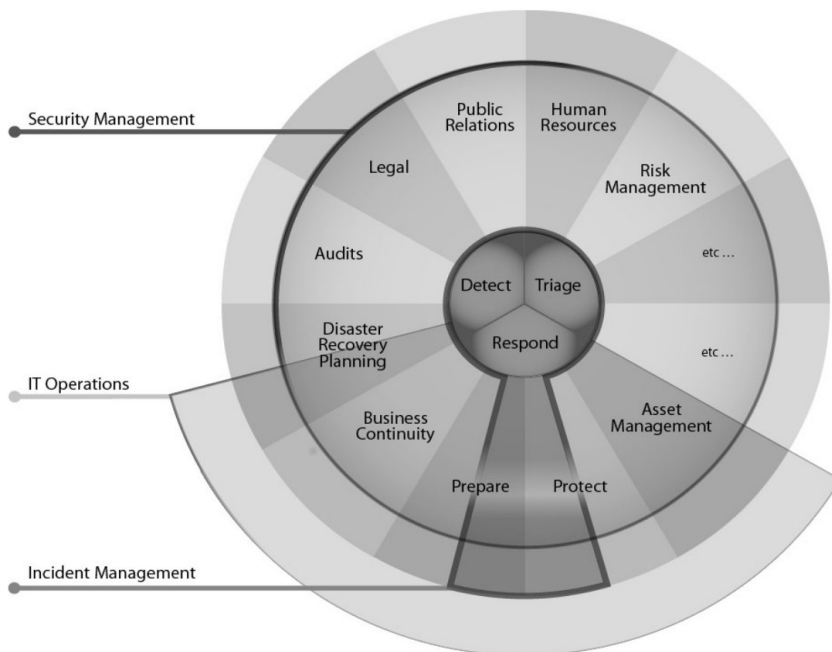 Security Management
Public
Relations
Human
Resources
Legal
Risk
Management
Audits
etc ...
Detect
Triage
Respond
Disaster
Recovery
Planning
etc ...
IT Operations
Business
Continuity
Asset
Management
Prepare
Protect
Incident Management